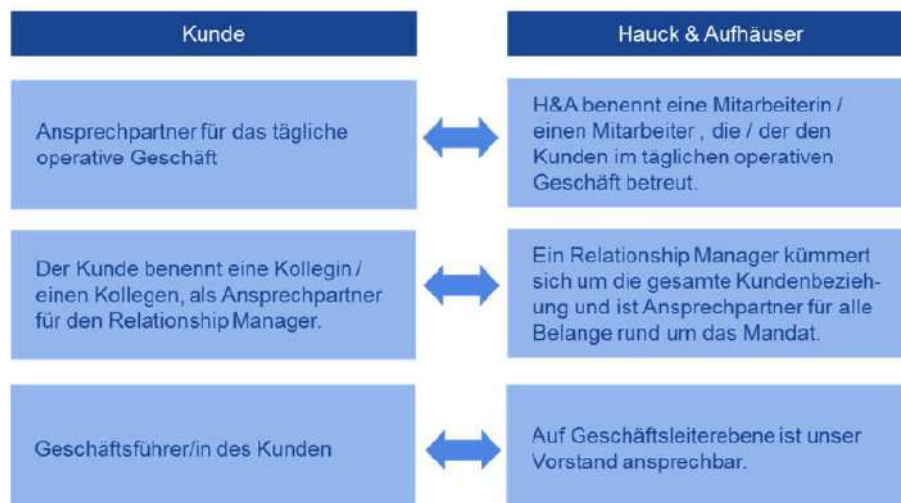 Kunde
Hauck & Aufhäuser
Ansprechpartner für das tägliche
operative Geschäft
H&A benennt eine Mitarbeiterin /
einen Mitarbeiter , die / der den
Kunden im täglichen operativen
Geschäft betreut.
Der Kunde benennt eine Kollegin /
einen Kollegen, als Ansprechpartner
für den Relationship Manager.
Ein Relationship Manager kümmert
sich um die gesamte Kundenbezieh-
ung und ist Ansprechpartner für alle
Belange rund um das Mandat.
Geschäftsführer/in des Kunden
Auf Geschäftsleiterebene ist unser
Vorstand ansprechbar.